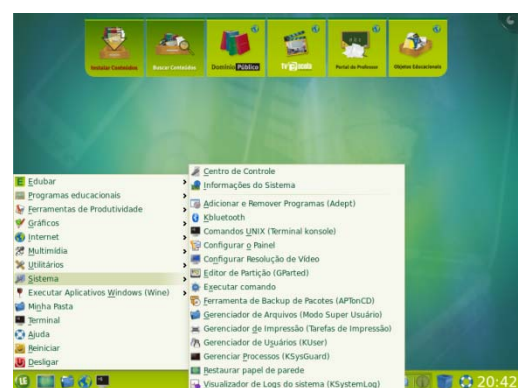 Instalar Conteúdos
Buscar Conteúdos
Domínio Público
TV Escola
Portal do Professor
Objetos Educacionais
Edubar
Programas educacionais
Ferramentas de Produtividade
Gráficos
Internet
Multimídia
Utilitários
Sistema
Executar Aplicativos Windows (Wine)
Minha Pasta
Terminal
Ajuda
Reiniciar
Desligar
Centro de Controle
Informações do Sistema
Adicionar e Remover Programas (Adept)
Kbluetooth
Comandos UNIX (Terminal konsole)
Configurar o Painel
Configurar Resolução de Vídeo
Editor de Partição (GParted)
Executar comando
Ferramenta de Backup de Pacotes (APTonCD)
Gerenciador de Arquivos (Modo Super Usuário)
Gerenciador de Impressão (Tarefas de Impressão)
Gerenciador de Usuários (KUser)
Gerenciar Processos (KSysGuard)
Restaurar papel de parede
Visualizador de Logs do sistema (KSystemLog)
20:42